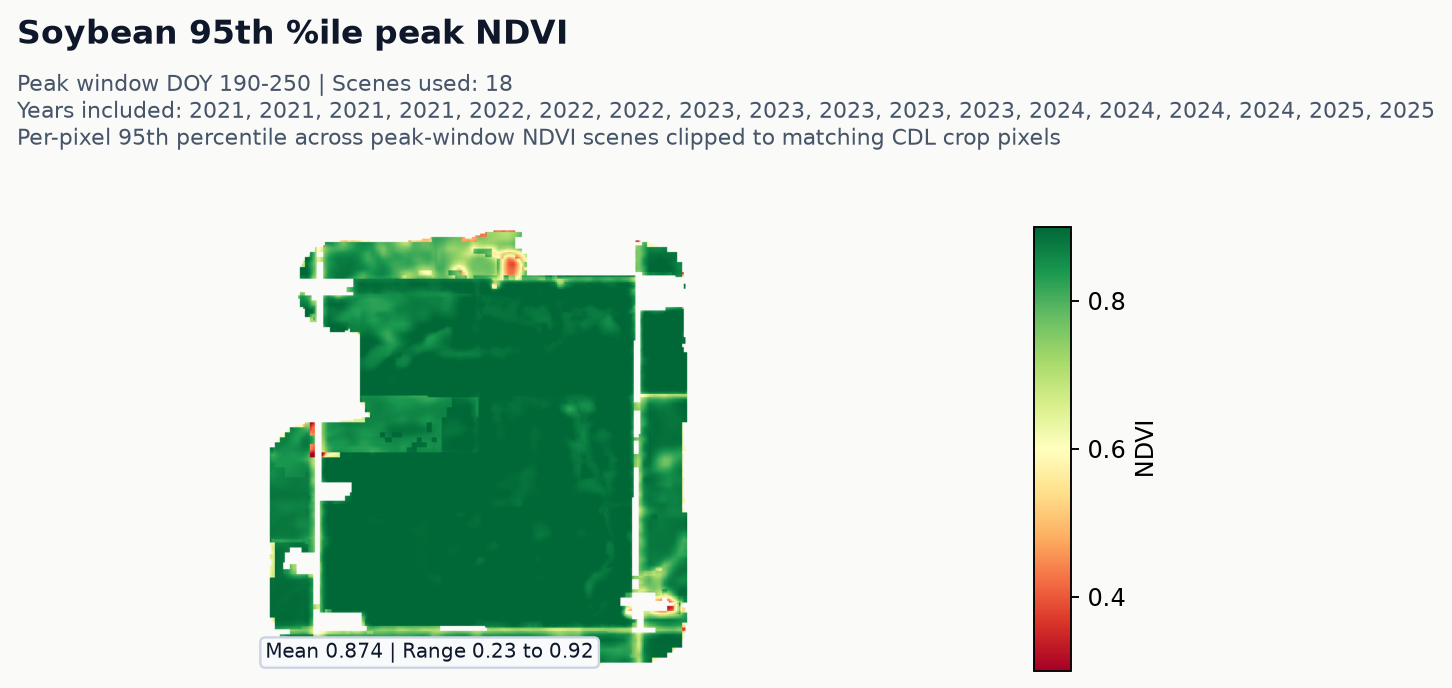 Soybean 95th %ile peak NDVI
Peak window DOY 190-250 | Scenes used: 18
Years included: 2021, 2021, 2021, 2021, 2022, 2022, 2022, 2023, 2023, 2023, 2023, 2023, 2024, 2024, 2024, 2024, 2025, 2025
Per-pixel 95th percentile across peak-window NDVI scenes clipped to matching CDL crop pixels
0.8
0.6
NDVI
0.4
Mean 0.874 | Range 0.23 to 0.92